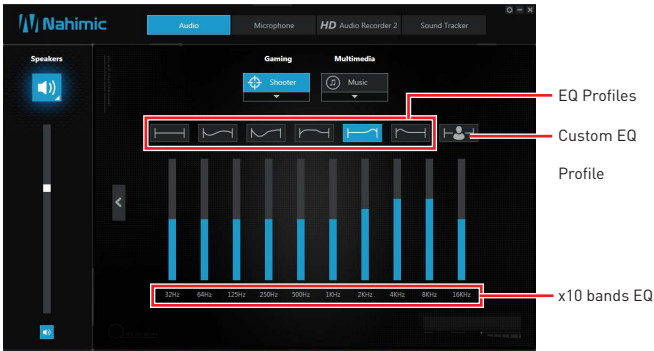 Nahimic
Audio
Microphone
HD Audio Recorder 2
Sound Tracker
Speakers
Gaming
Multimedia
Shooter
Music
EQ Profiles
Custom EQ
Profile
32Hz 64Hz 125Hz 250Hz 500Hz 1KHz 2KHz 4KHz 8KHz 16KHz
x10 bands EQ